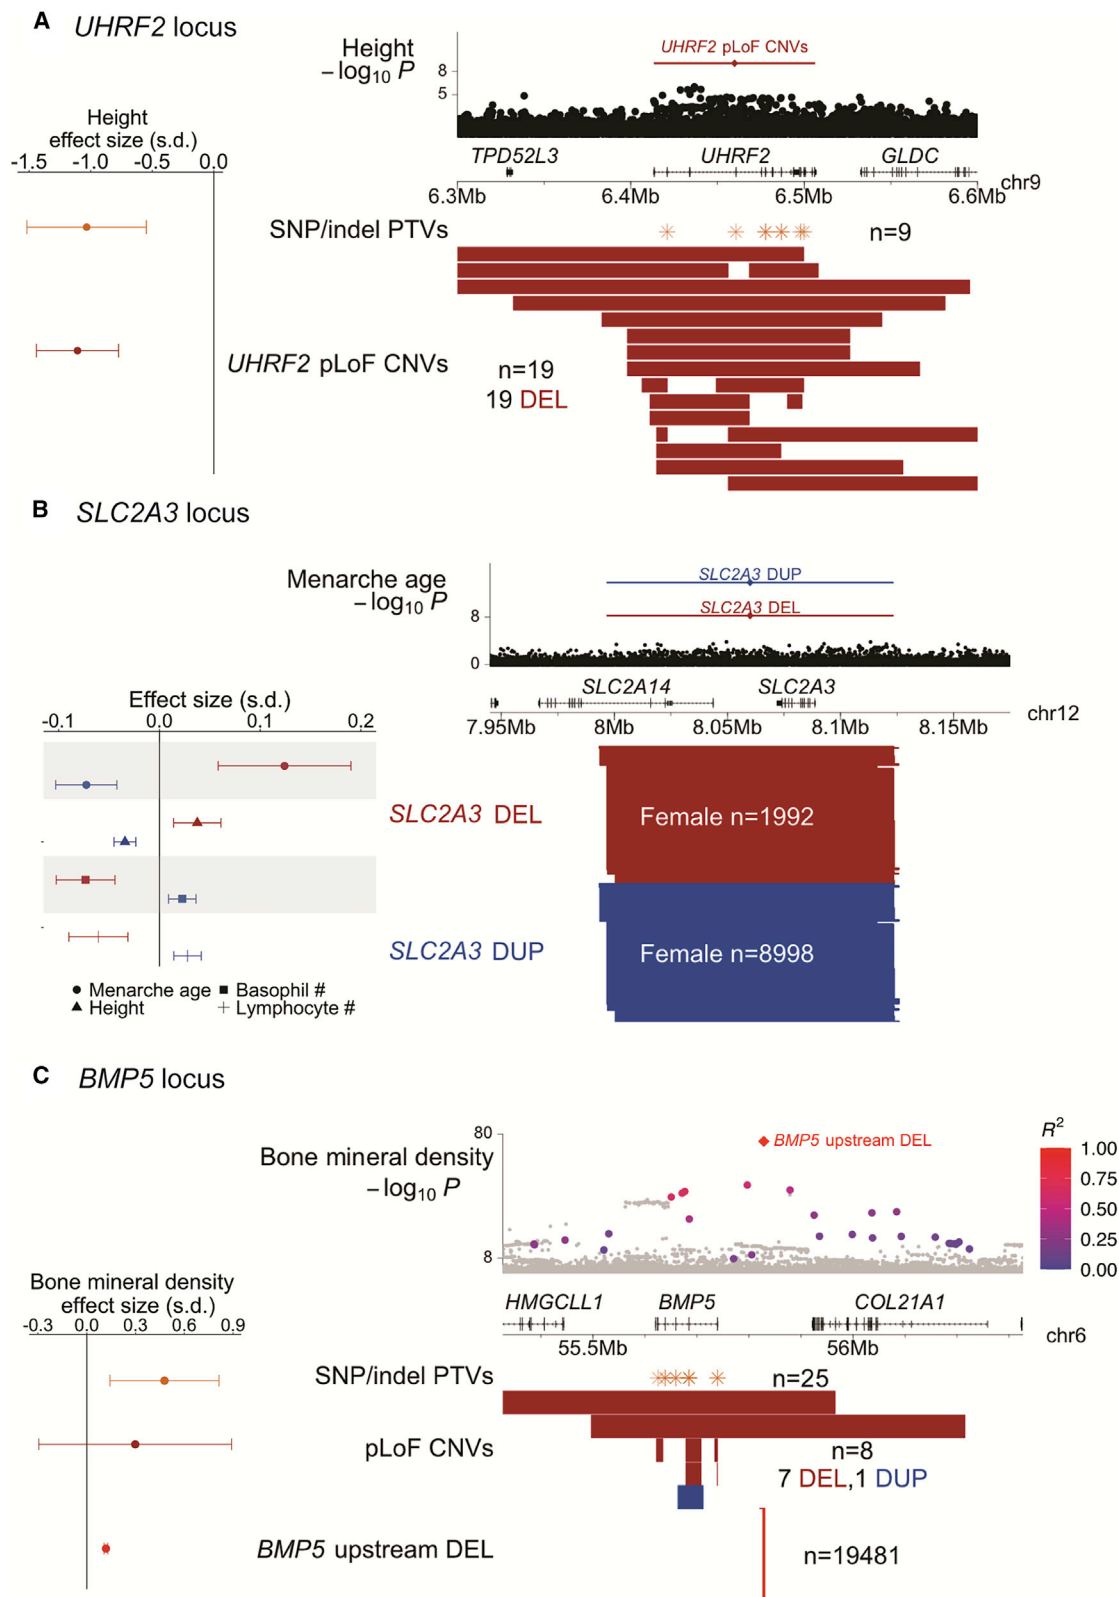 A UHRF2 locus
Height
−log10 P
UHRF2 pLoF CNVs
8
5
Height
effect size (s.d.)
-1.5 -1.0 -0.5 0.0
TPD52L3 UHRF2 GLDC
6.3Mb 6.4Mb 6.5Mb 6.6Mb chr9
SNP/indel PTVs n=9
UHRF2 pLoF CNVs n=19
19 DEL
B SLC2A3 locus
Menarche age
−log10 P
SLC2A3 DUP
SLC2A3 DEL
8
0
SLC2A14 SLC2A3
7.95Mb 8Mb 8.05Mb 8.1Mb 8.15Mb chr12
Effect size (s.d.)
-0.1 0.0 0.1 0.2
SLC2A3 DEL Female n=1992
SLC2A3 DUP Female n=8998
Menarche age Basophil #
Height Lymphocyte #
C BMP5 locus
Bone mineral density
−log10 P
80
8
BMP5 upstream DEL
R2
1.00
0.75
0.50
0.25
0.00
HMGCLL1 BMP5 COL21A1
55.5Mb 56Mb chr6
Bone mineral density
effect size (s.d.)
-0.3 0.0 0.3 0.6 0.9
SNP/indel PTVs n=25
pLoF CNVs n=8
7 DEL,1 DUP
BMP5 upstream DEL n=19481